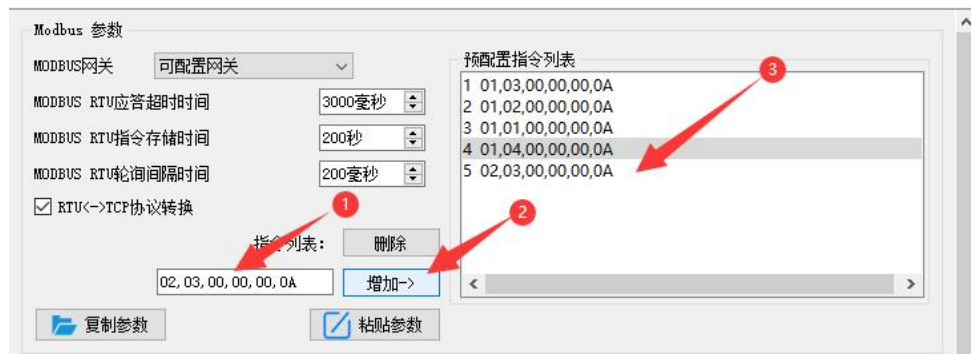 Modbus 参数
MODBUS网关 可配置网关
MODBUS RTU应答超时时间 3000毫秒
MODBUS RTU指令存储时间 200秒
MODBUS RTU轮询间隔时间 200毫秒
RTU<->TCP协议转换
1
指令列表： 删除
2
02,03,00,00,00,0A 增加->
复制参数 粘贴参数
预配置指令列表
3
1 01,03,00,00,00,0A
2 01,02,00,00,00,0A
3 01,01,00,00,00,0A
4 01,04,00,00,00,0A
5 02,03,00,00,00,0A